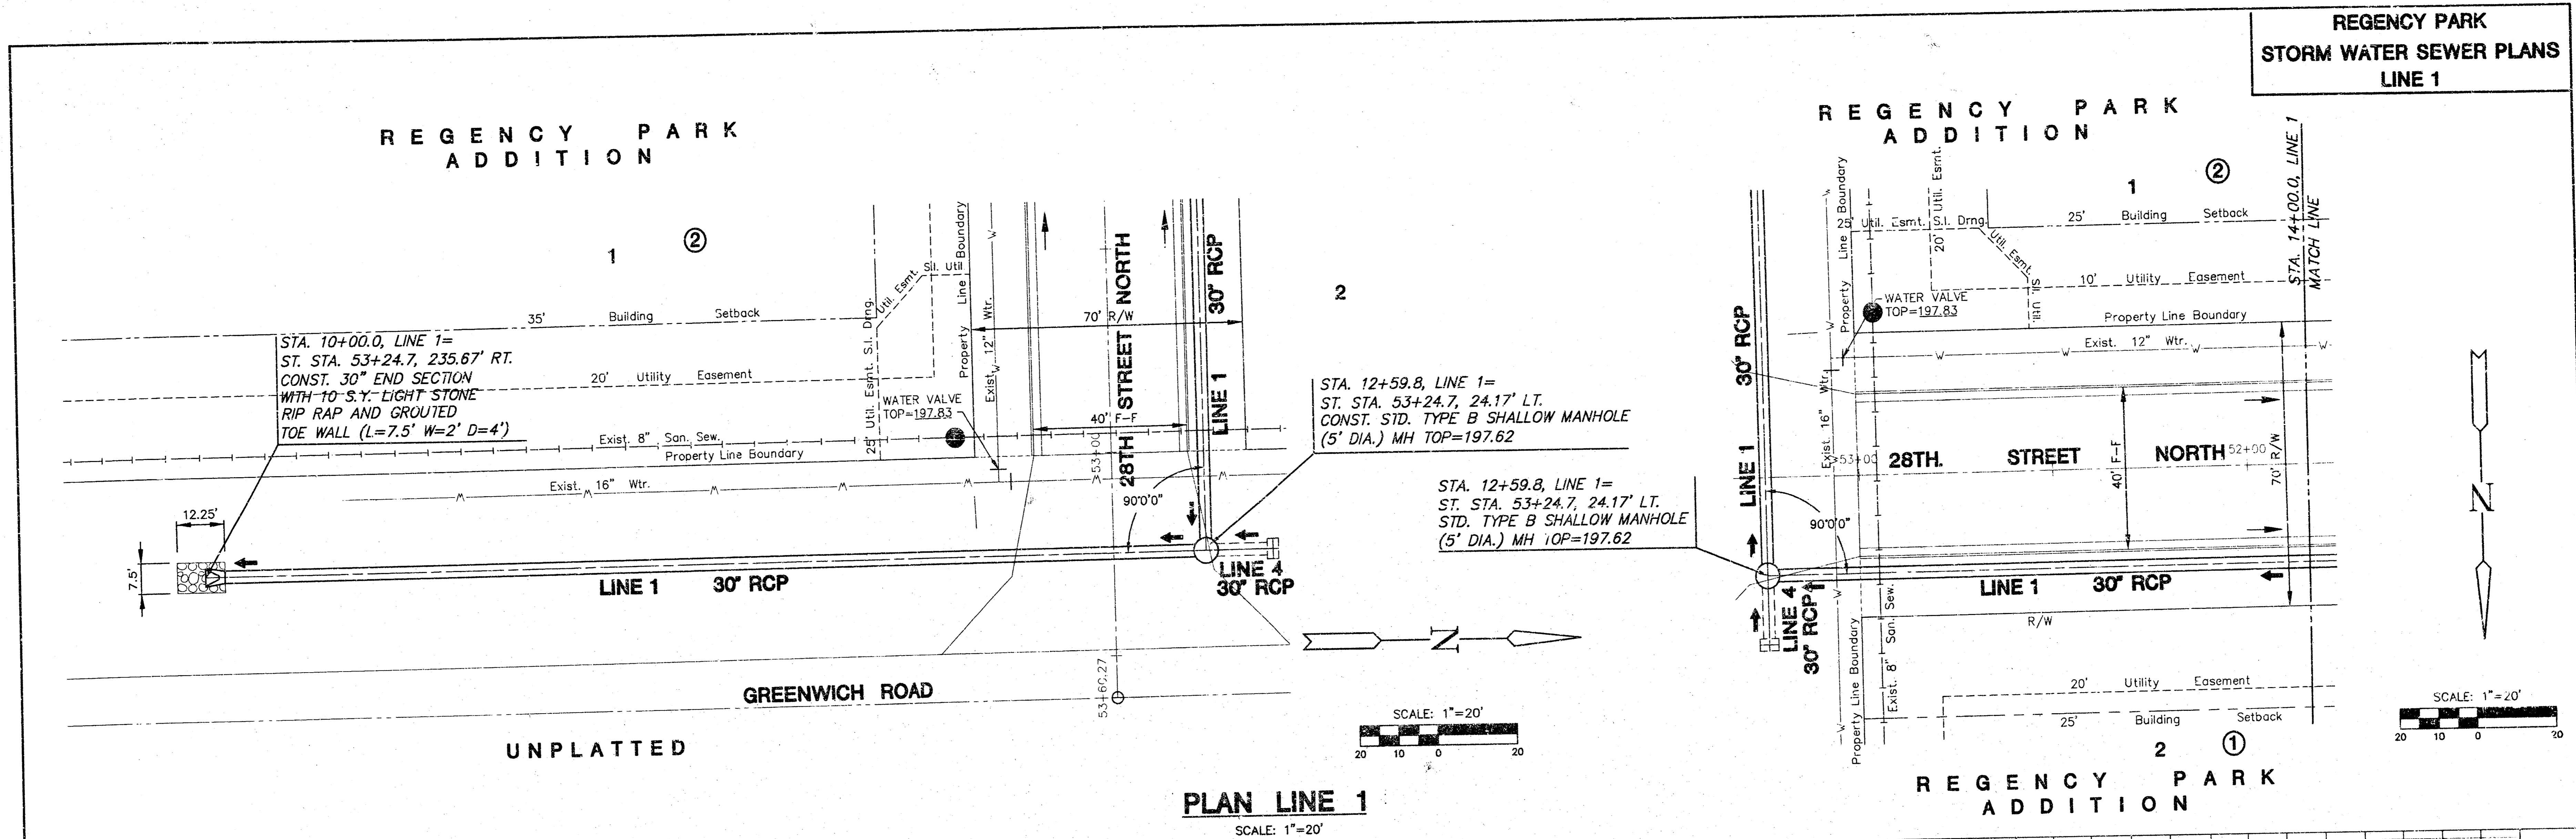 REGENCY PARK
STORM WATER SEWER PLANS
LINE 1
REGENCY PARK
ADDITION
1
2
35' Building Setback
STA. 10+00.0, LINE 1=
ST. STA. 53+24.7, 235.67' RT.
CONST. 30" END SECTION
WITH 10 S.Y. LIGHT STONE
RIP RAP AND GROUTED
TOE WALL (L=7.5' W=2' D=4')
20' Utility Easement
25' Util. Esmt. S.I. Drng.
Util. Esmt.
S.I. Util
Property Line Boundary
W
Exist. 12" Wtr.
W
WATER VALVE
TOP=197.83
Exist. 8" San. Sew.
Property Line Boundary
Exist. 16" Wtr.
W W W W W W
12.25'
7.5'
LINE 1 30" RCP
28TH STREET NORTH
53+00
70' R/W
40' F-F
LINE 1 30" RCP
90°0'0"
2
LINE 4
30" RCP
STA. 12+59.8, LINE 1=
ST. STA. 53+24.7, 24.17' LT.
CONST. STD. TYPE B SHALLOW MANHOLE
(5' DIA.) MH TOP=197.62
GREENWICH ROAD
53+60.27
UNPLATTED
N
SCALE: 1"=20'
20 10 0 20
PLAN LINE 1
SCALE: 1"=20'
REGENCY PARK
ADDITION
1
2
STA. 14+00.0, LINE 1
MATCH LINE
25' Util. Esmt. S.I. Drng.
20' Util. Esmt.
25' Building Setback
Util. Esmt.
S.I. Util.
10' Utility Easement
Property Line Boundary
WATER VALVE
TOP=197.83
Property Line Boundary
Exist. 12" Wtr.
W W W W
Exist. 16" Wtr.
W W W W
LINE 1 30" RCP
53+00
28TH. STREET NORTH
52+00
40' F-F
70' R/W
90°0'0"
STA. 12+59.8, LINE 1=
ST. STA. 53+24.7, 24.17' LT.
STD. TYPE B SHALLOW MANHOLE
(5' DIA.) MH TOP=197.62
LINE 1 30" RCP
R/W
LINE 4
30" RCP
Property Line Boundary
Exist. 8" San. Sew.
20' Utility Easement
25' Building Setback
2
1
REGENCY PARK
ADDITION
N
SCALE: 1"=20'
20 10 0 20